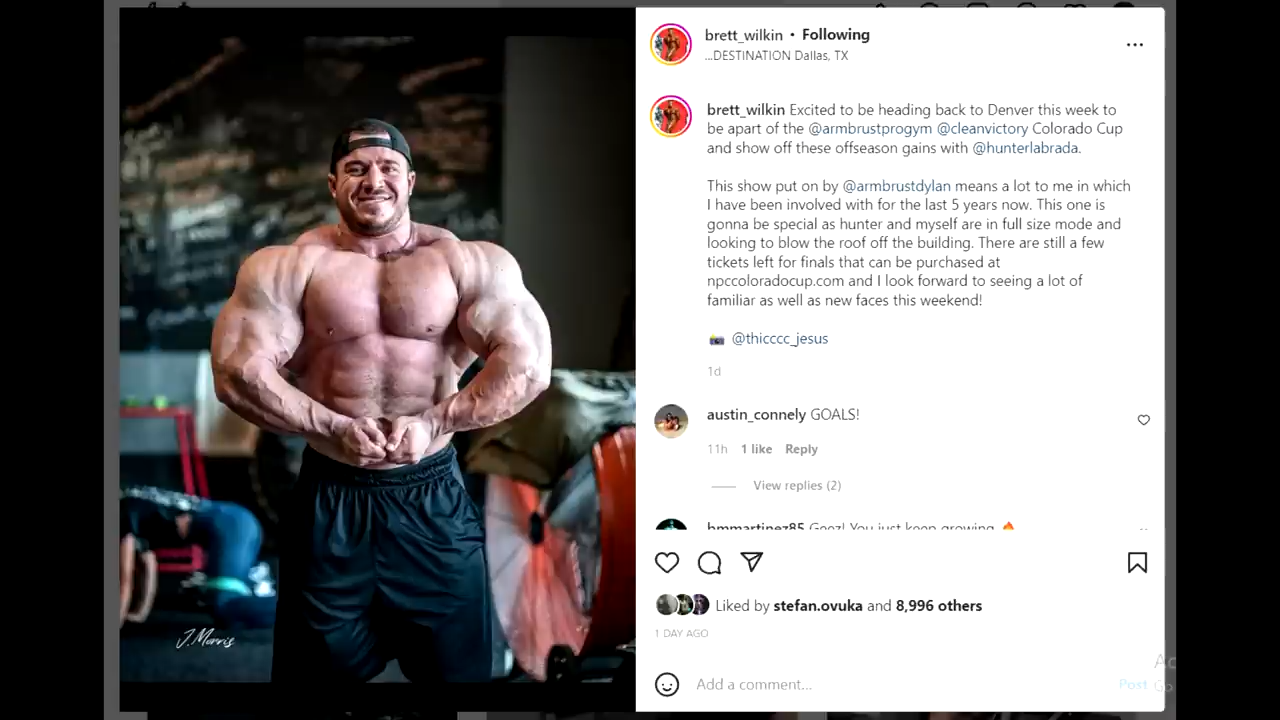 brett_wilkin • Following
...DESTINATION Dallas, TX
brett_wilkin Excited to be heading back to Denver this week to
be apart of the @armbrustprogym @cleanvictory Colorado Cup
and show off these offseason gains with @hunterlabrada.
This show put on by @armbrustdylan means a lot to me in which
I have been involved with for the last 5 years now. This one is
gonna be special as hunter and myself are in full size mode and
looking to blow the roof off the building. There are still a few
tickets left for finals that can be purchased at
npccoloradocup.com and I look forward to seeing a lot of
familiar as well as new faces this weekend!
📷 @thicccc_jesus
1d
austin_connely GOALS!
11h 1 like Reply
View replies (2)
bmmartinez85 Geez! You just keep growing 🔥
Liked by stefan.ovuka and 8,996 others
1 DAY AGO
Add a comment...
Post
J.Morris